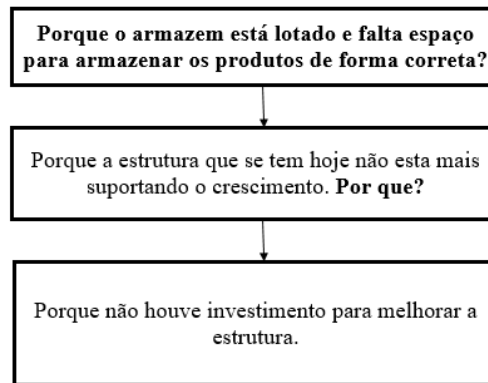 Porque o armazem está lotado e falta espaço
para armazenar os produtos de forma correta?
Porque a estrutura que se tem hoje não esta mais
suportando o crescimento. Por que?
Porque não houve investimento para melhorar a
estrutura.